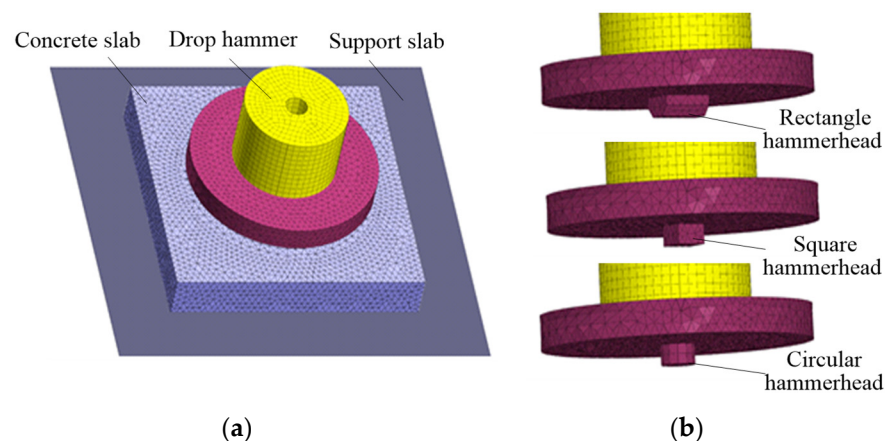 Concrete slab
Drop hammer
Support slab
Rectangle
hammerhead
Square
hammerhead
Circular
hammerhead
(a)
(b)